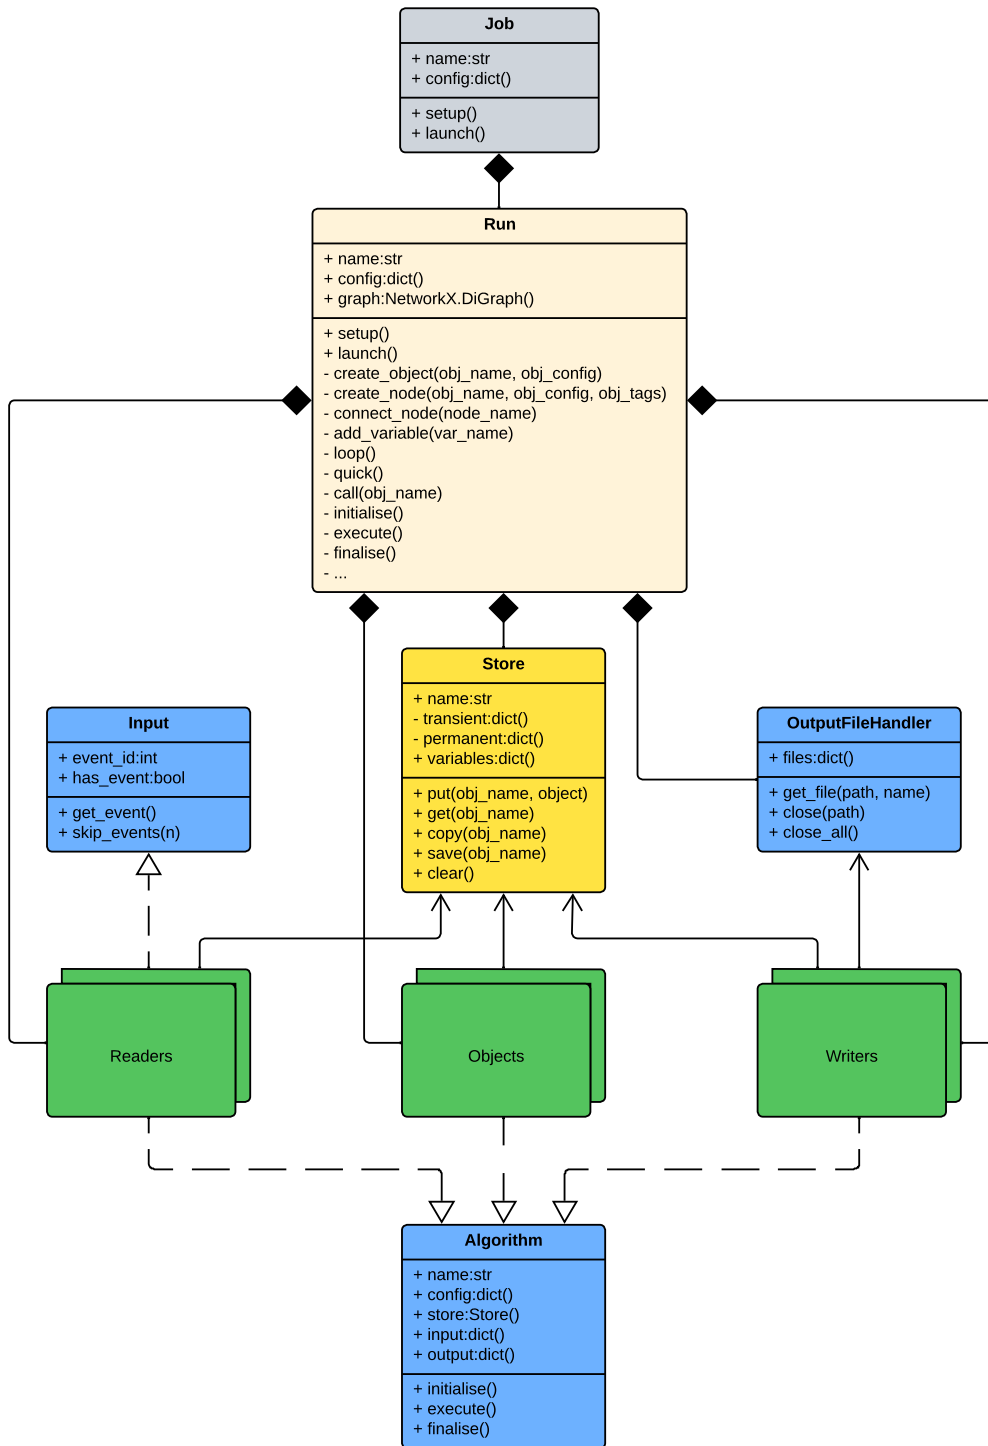 Job
+ name:str
+ config:dict()
+ setup()
+ launch()
Run
+ name:str
+ config:dict()
+ graph:NetworkX.DiGraph()
+ setup()
+ launch()
- create_object(obj_name, obj_config)
- create_node(obj_name, obj_config, obj_tags)
- connect_node(node_name)
- add_variable(var_name)
- loop()
- quick()
- call(obj_name)
- initialise()
- execute()
- finalise()
- ...
Store
+ name:str
- transient:dict()
- permanent:dict()
+ variables:dict()
+ put(obj_name, object)
+ get(obj_name)
+ copy(obj_name)
+ save(obj_name)
+ clear()
Input
+ event_id:int
+ has_event:bool
+ get_event()
+ skip_events(n)
OutputFileHandler
+ files:dict()
+ get_file(path, name)
+ close(path)
+ close_all()
Readers
Objects
Writers
Algorithm
+ name:str
+ config:dict()
+ store:Store()
+ input:dict()
+ output:dict()
+ initialise()
+ execute()
+ finalise()